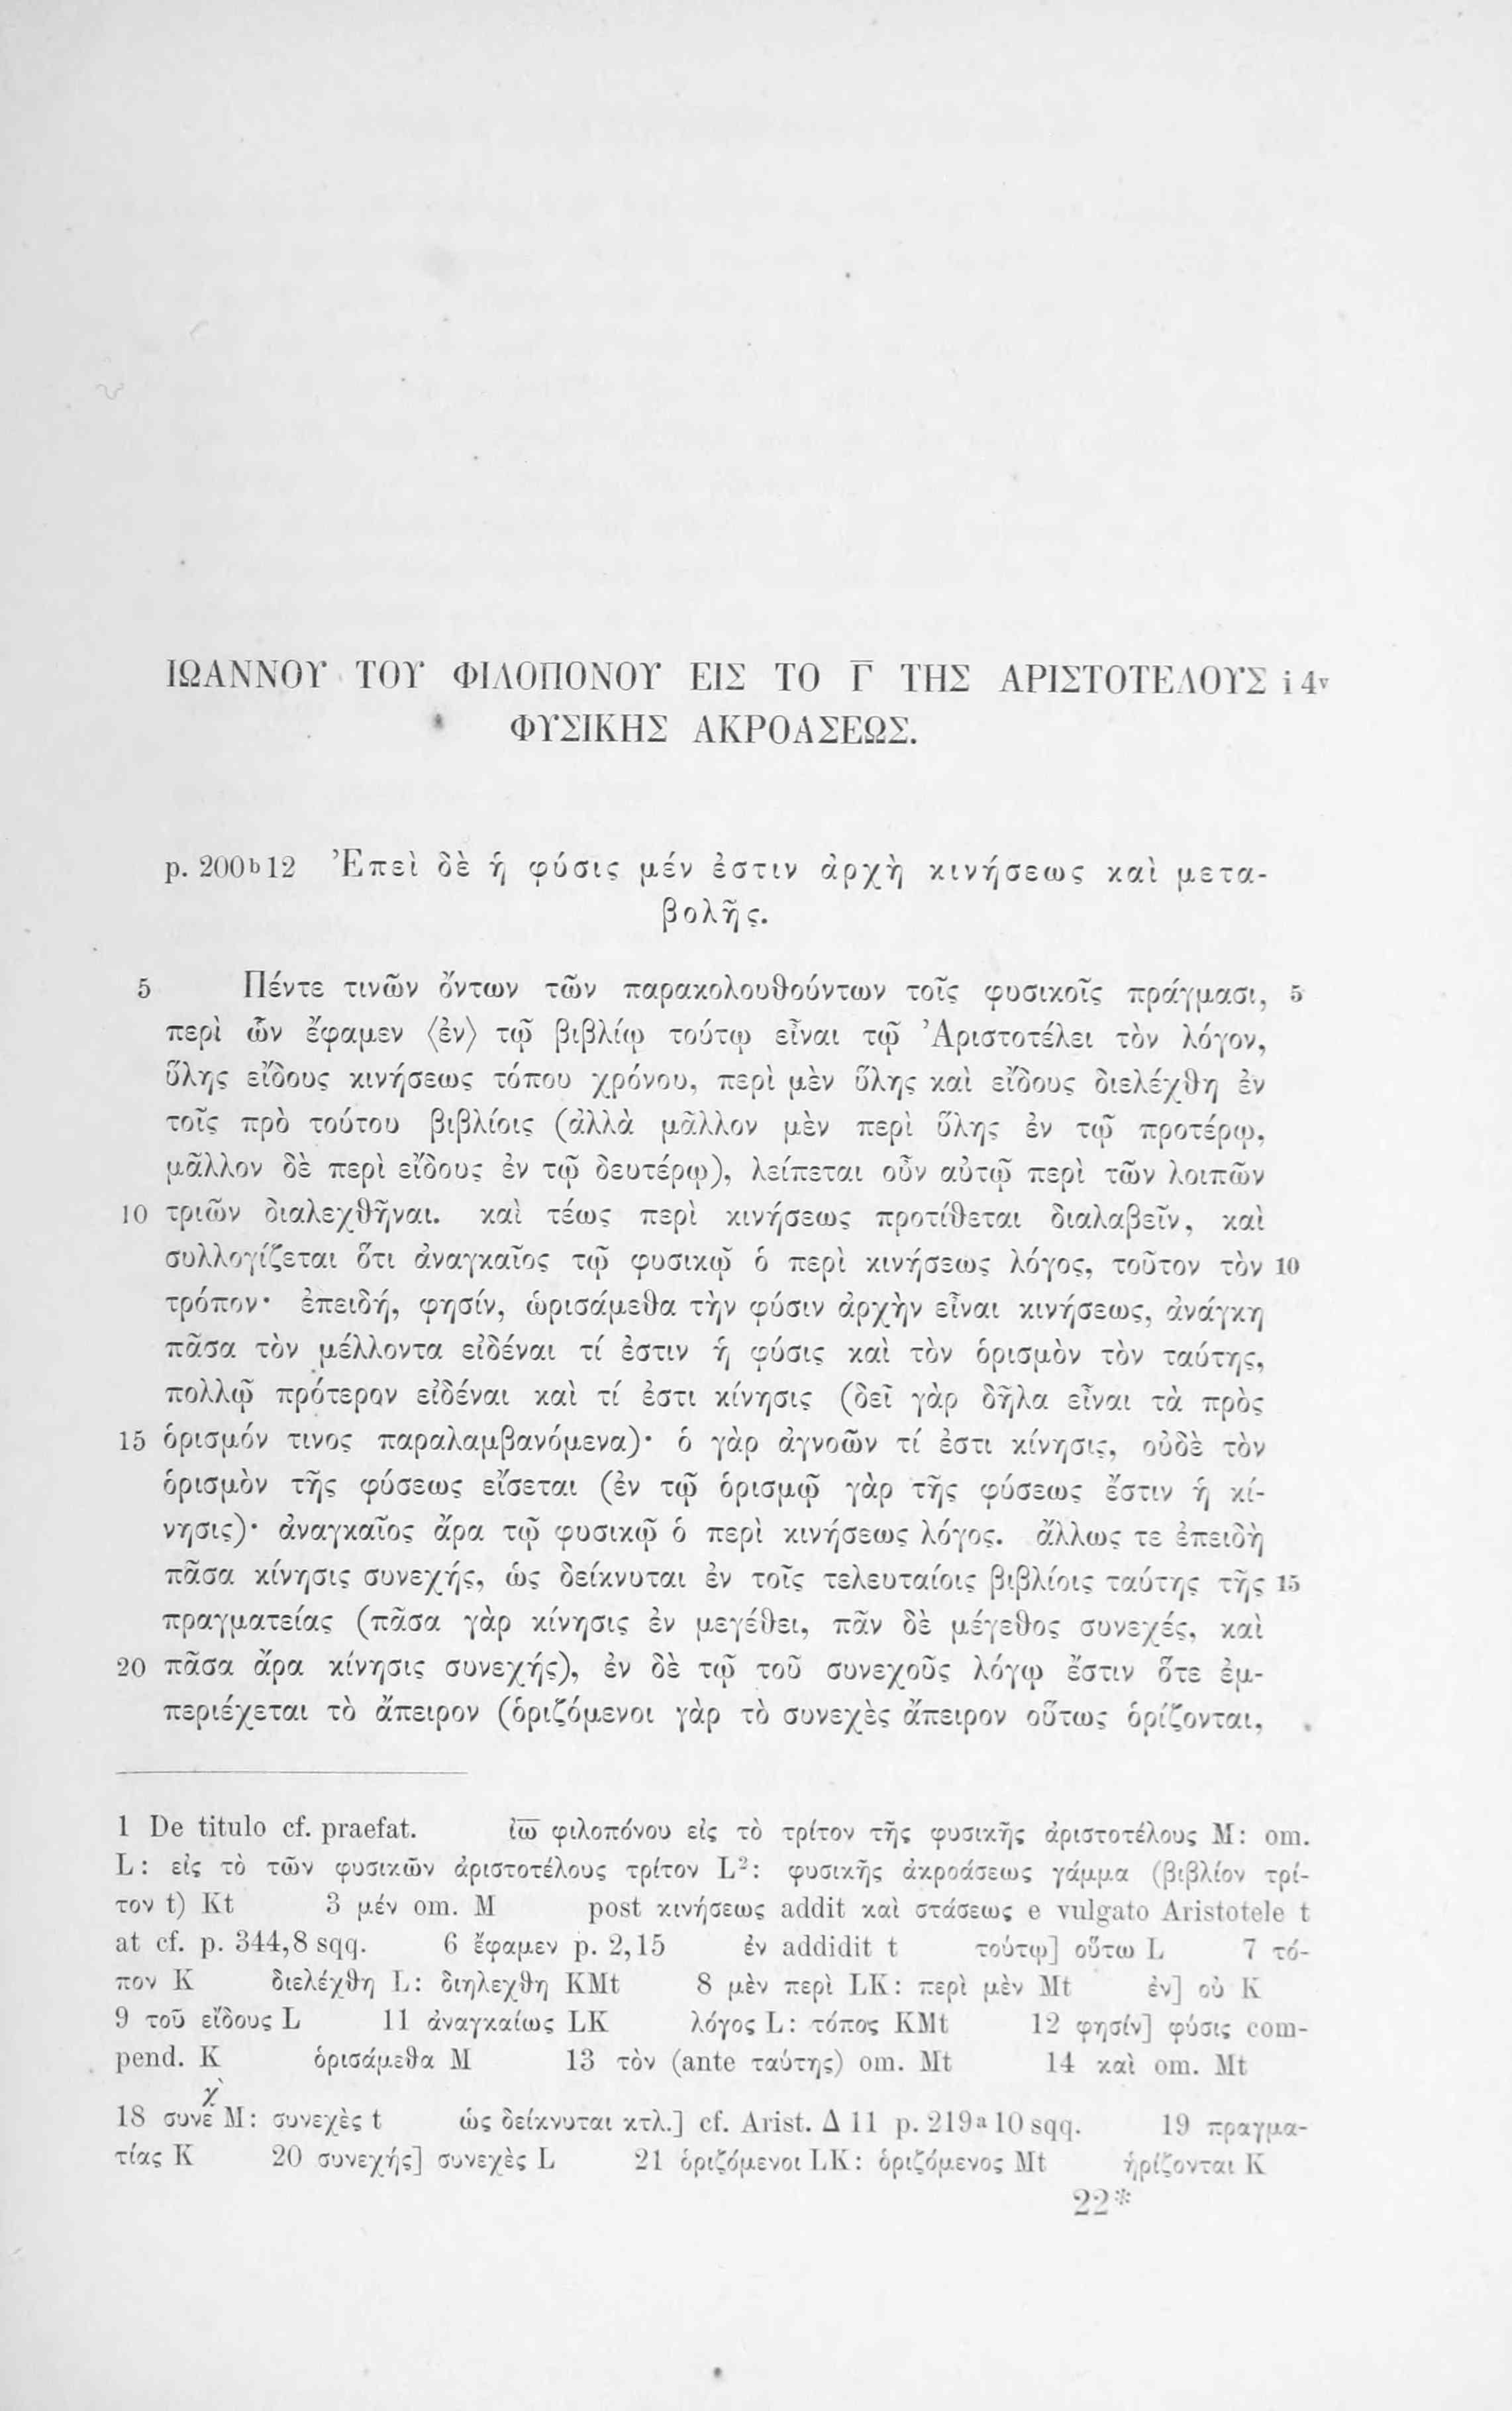 ΙΩΑΝΝΟΥ ΤΟΥ ΦΙΛΟΠΟΝΟΥ ΕΙΣ ΤΟ Γ̅ ΤΗΣ ΑΡΙΣΤΟΤΕΛΟΥΣ i 4v
ΦΥΣΙΚΗΣ ΑΚΡΟΑΣΕΩΣ.
p. 200b12 Ἐπεὶ δὲ ἡ φύσις μέν ἐστιν ἀρχὴ κινήσεως καὶ μετα-
βολῆς.
5 Πέντε τινῶν ὄντων τῶν παρακολουθούντων τοῖς φυσικοῖς πράγμασι, 5
περὶ ὧν ἔφαμεν ⟨ἐν⟩ τῷ βιβλίῳ τούτῳ εἶναι τῷ Ἀριστοτέλει τὸν λόγον,
ὕλης εἴδους κινήσεως τόπου χρόνου, περὶ μὲν ὕλης καὶ εἴδους διελέχθη ἐν
τοῖς πρὸ τούτου βιβλίοις (ἀλλὰ μᾶλλον μὲν περὶ ὕλης ἐν τῷ προτέρῳ,
μᾶλλον δὲ περὶ εἴδους ἐν τῷ δευτέρῳ), λείπεται οὖν αὐτῷ περὶ τῶν λοιπῶν
10 τριῶν διαλεχθῆναι. καὶ τέως περὶ κινήσεως προτίθεται διαλαβεῖν, καὶ
συλλογίζεται ὅτι ἀναγκαῖος τῷ φυσικῷ ὁ περὶ κινήσεως λόγος, τοῦτον τὸν 10
τρόπον· ἐπειδή, φησίν, ὡρισάμεθα τὴν φύσιν ἀρχὴν εἶναι κινήσεως, ἀνάγκη
πᾶσα τὸν μέλλοντα εἰδέναι τί ἐστιν ἡ φύσις καὶ τὸν ὁρισμὸν τὸν ταύτης,
πολλῷ πρότερον εἰδέναι καὶ τί ἐστι κίνησις (δεῖ γὰρ δῆλα εἶναι τὰ πρὸς
15 ὁρισμόν τινος παραλαμβανόμενα)· ὁ γὰρ ἀγνοῶν τί ἐστι κίνησις, οὐδὲ τὸν
ὁρισμὸν τῆς φύσεως εἴσεται (ἐν τῷ ὁρισμῷ γὰρ τῆς φύσεως ἔστιν ἡ κί-
νησις)· ἀναγκαῖος ἄρα τῷ φυσικῷ ὁ περὶ κινήσεως λόγος. ἄλλως τε ἐπειδὴ
πᾶσα κίνησις συνεχής, ὡς δείκνυται ἐν τοῖς τελευταίοις βιβλίοις ταύτης τῆς 15
πραγματείας (πᾶσα γὰρ κίνησις ἐν μεγέθει, πᾶν δὲ μέγεθος συνεχές, καὶ
20 πᾶσα ἄρα κίνησις συνεχής), ἐν δὲ τῷ τοῦ συνεχοῦς λόγῳ ἔστιν ὅτε ἐμ-
περιέχεται τὸ ἄπειρον (ὁριζόμενοι γὰρ τὸ συνεχὲς ἄπειρον οὕτως ὁρίζονται,
1 De titulo cf. praefat. ἰω̅ φιλοπόνου εἰς τὸ τρίτον τῆς φυσικῆς ἀριστοτέλους M: om.
L: εἰς τὸ τῶν φυσικῶν ἀριστοτέλους τρίτον L²: φυσικῆς ἀκροάσεως γάμμα (βιβλίον τρί-
τον t) Kt 3 μέν om. M post κινήσεως addit καὶ στάσεως e vulgato Aristotele t
at cf. p. 344,8 sqq. 6 ἔφαμεν p. 2,15 ἐν addidit t τούτῳ] οὕτω L 7 τό-
πον K διελέχθη L: διηλεχθη KMt 8 μὲν περὶ LK: περὶ μὲν Mt ἐν] οὐ K
9 τοῦ εἴδους L 11 ἀναγκαίως LK λόγος L: τόπος KMt 12 φησίν] φύσις com-
pend. K ὁρισάμεθα M 13 τὸν (ante ταύτης) om. Mt 14 καὶ om. Mt
18 συνεχ̀ M: συνεχὲς t ὡς δείκνυται κτλ.] cf. Arist. Δ 11 p. 219a10 sqq. 19 πραγμα-
τίας K 20 συνεχής] συνεχὲς L 21 ὁριζόμενοι LK: ὁριζόμενος Mt ἡρίζονται K
22*